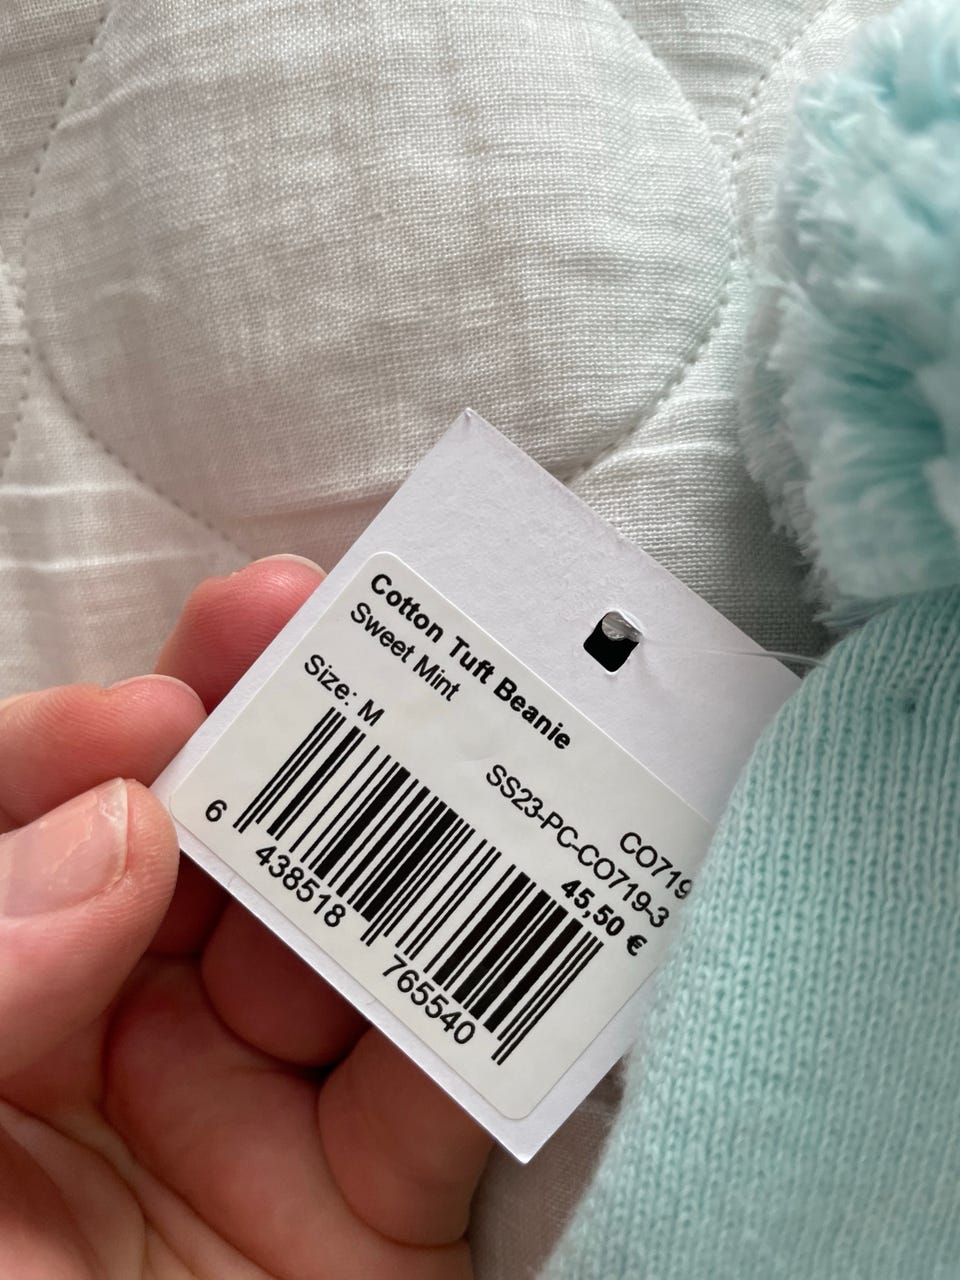 Cotton Tuft Beanie
Sweet Mint
Size: M
CO719
SS23-PC-CO719-3
45,50 €
6 438518 765540